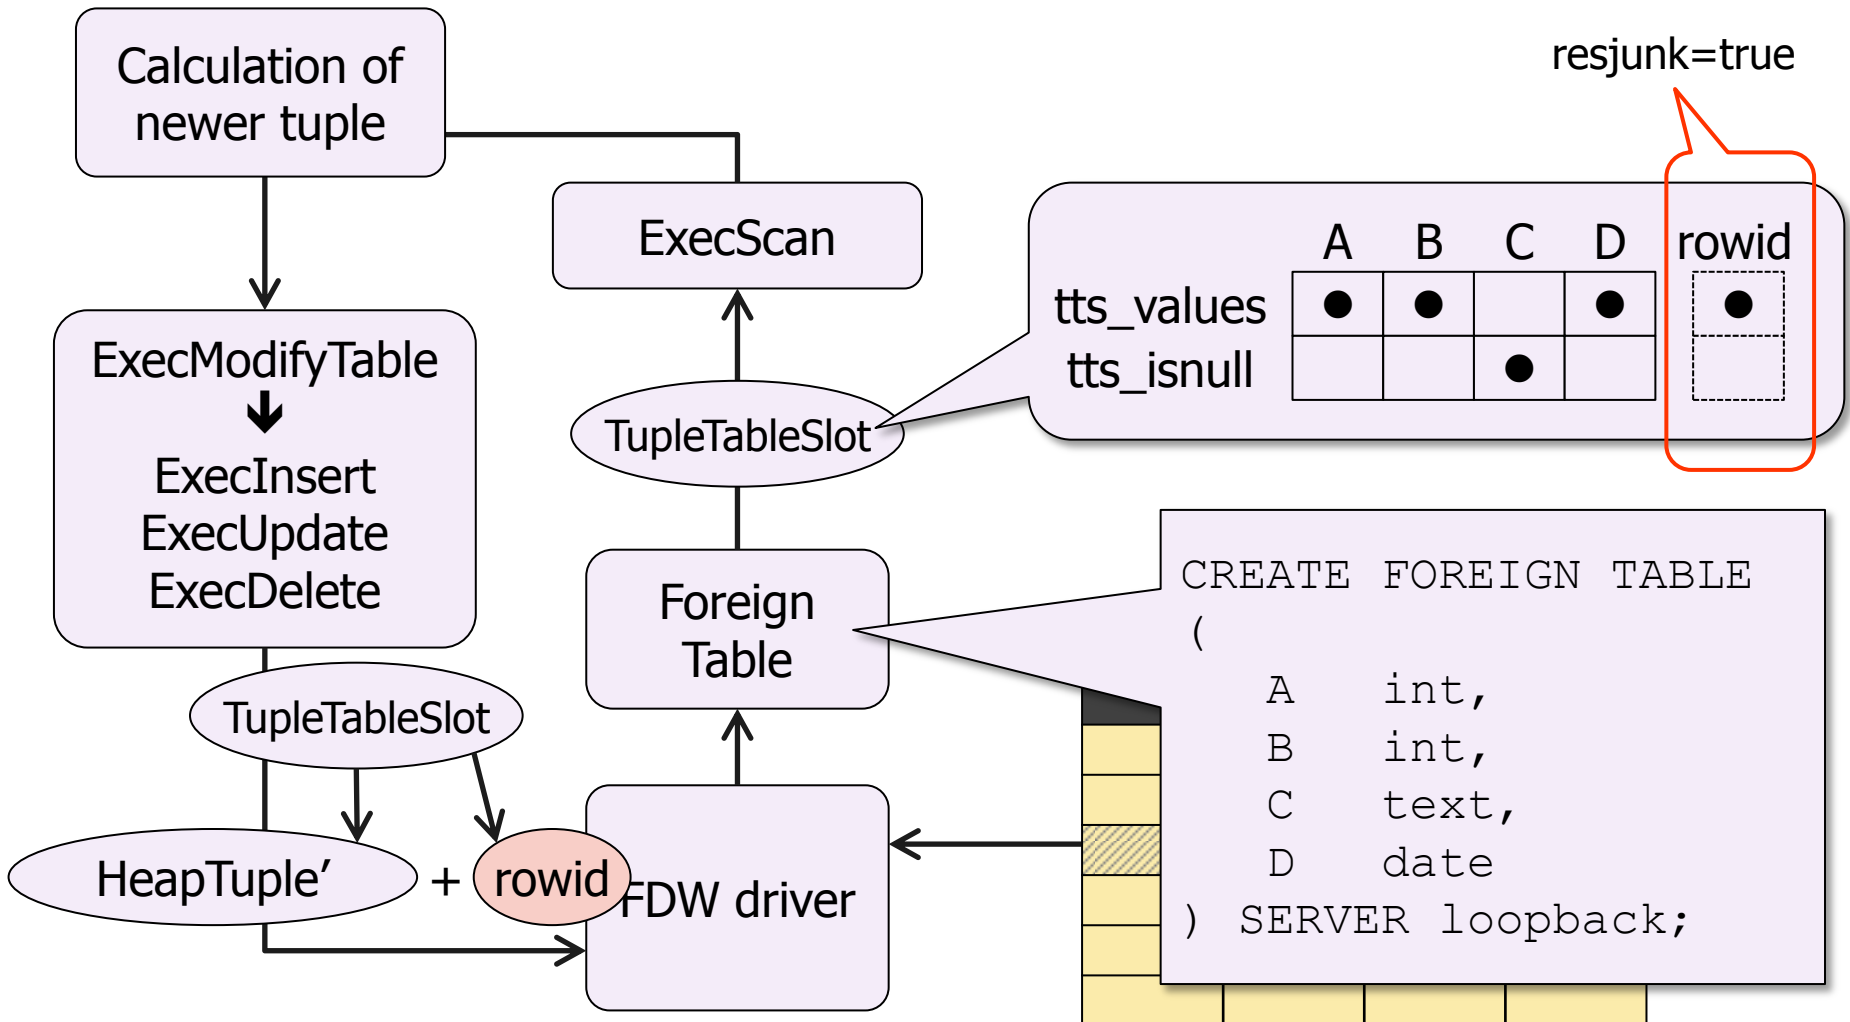 Calculation of
newer tuple
resjunk=true
ExecScan
A B C D rowid
tts_values
tts_isnull
ExecModifyTable
ExecInsert
ExecUpdate
ExecDelete
TupleTableSlot
Foreign
Table
CREATE FOREIGN TABLE
(
A int,
B int,
C text,
D date
) SERVER loopback;
TupleTableSlot
HeapTuple’ + rowid
FDW driver